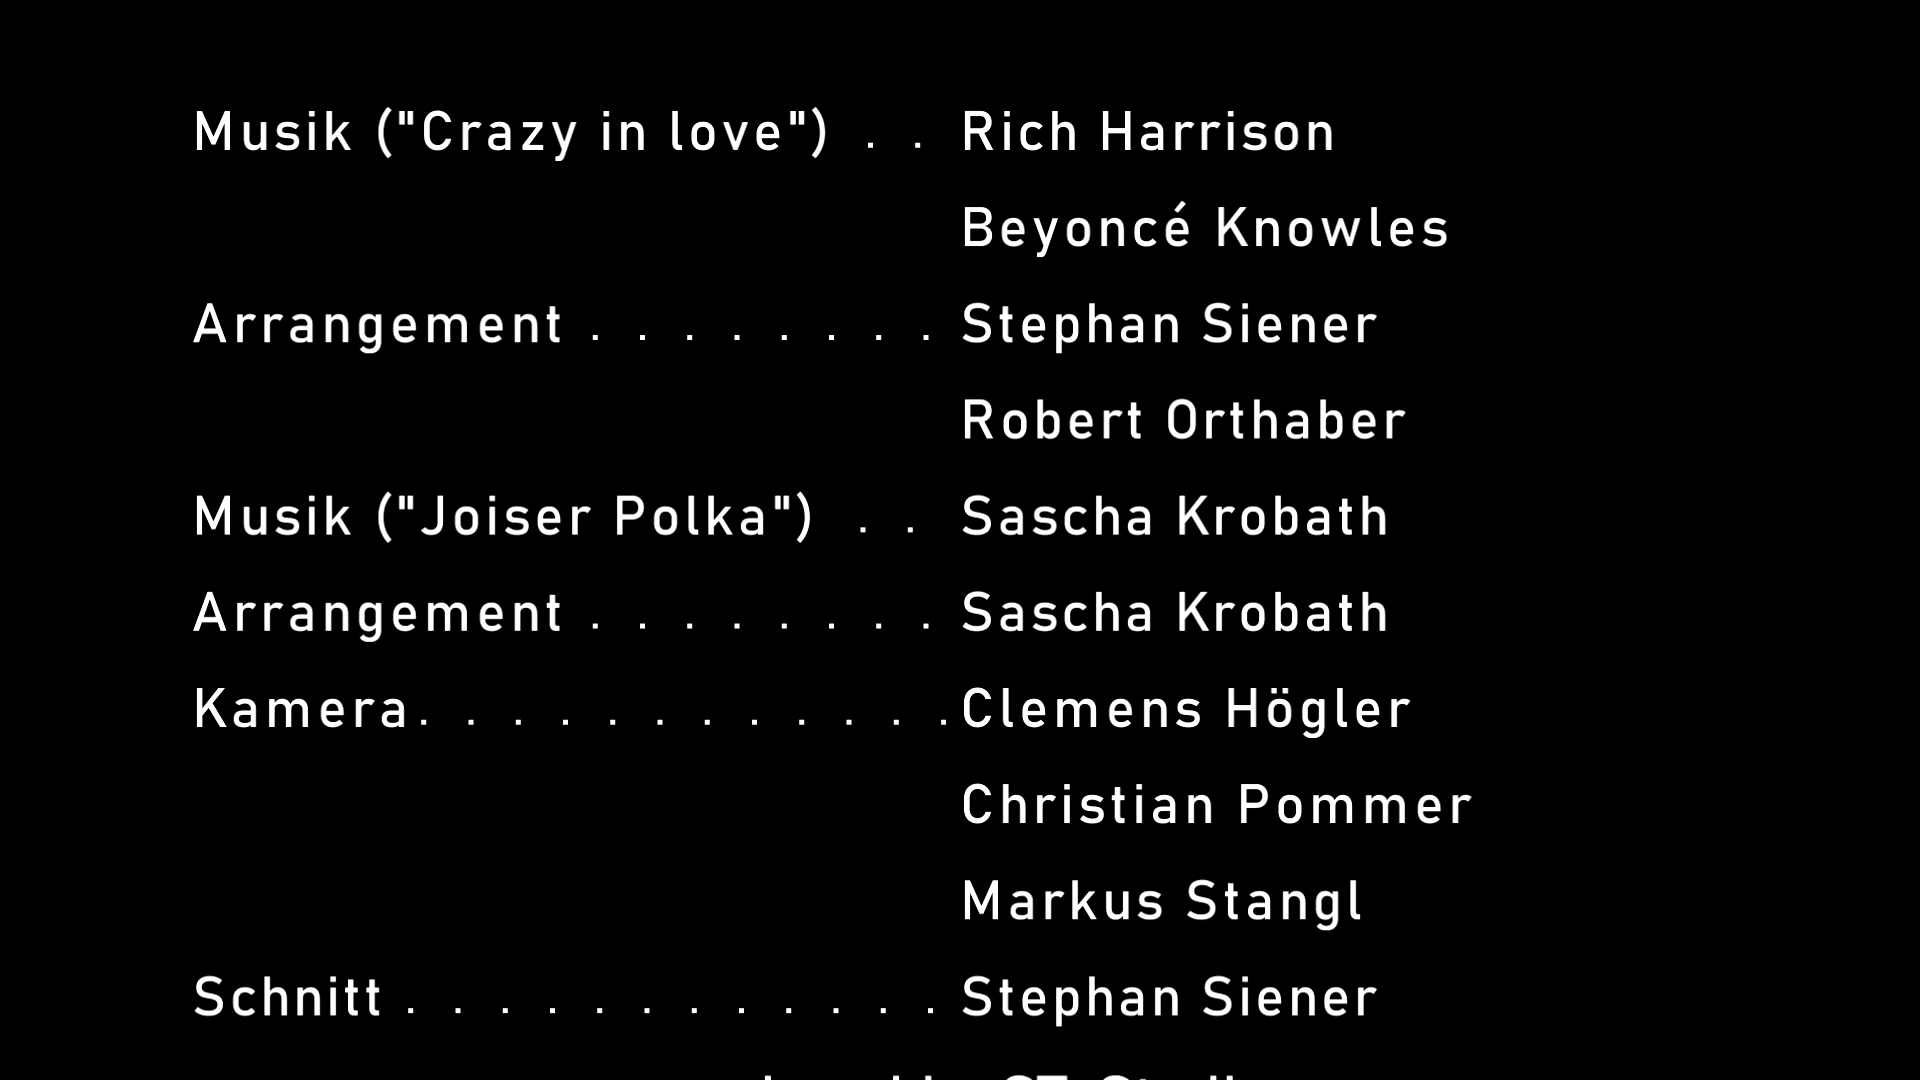 Musik ("Crazy in love") . . Rich Harrison
Beyoncé Knowles
Arrangement . . . . . . . . Stephan Siener
Robert Orthaber
Musik ("Joiser Polka") . . Sascha Krobath
Arrangement . . . . . . . . Sascha Krobath
Kamera. . . . . . . . . . . . Clemens Högler
Christian Pommer
Markus Stangl
Schnitt . . . . . . . . . . . . Stephan Siener